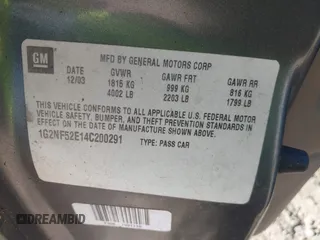 GM
MFD BY GENERAL MOTORS CORP
DATE GVWR GAWR FRT GAWR RR
12/03 1815 KG 999 KG 816 KG
4002 LB 2203 LB 1799 LB
THIS VEHICLE CONFORMS TO ALL APPLICABLE U.S. FEDERAL MOTOR
VEHICLE SAFETY, BUMPER, AND THEFT PREVENTION STANDARDS IN
EFFECT ON THE DATE OF MANUFACTURE SHOWN ABOVE.
1G2NF52E14C200291
TYPE: PASS CAR
DREAMBID